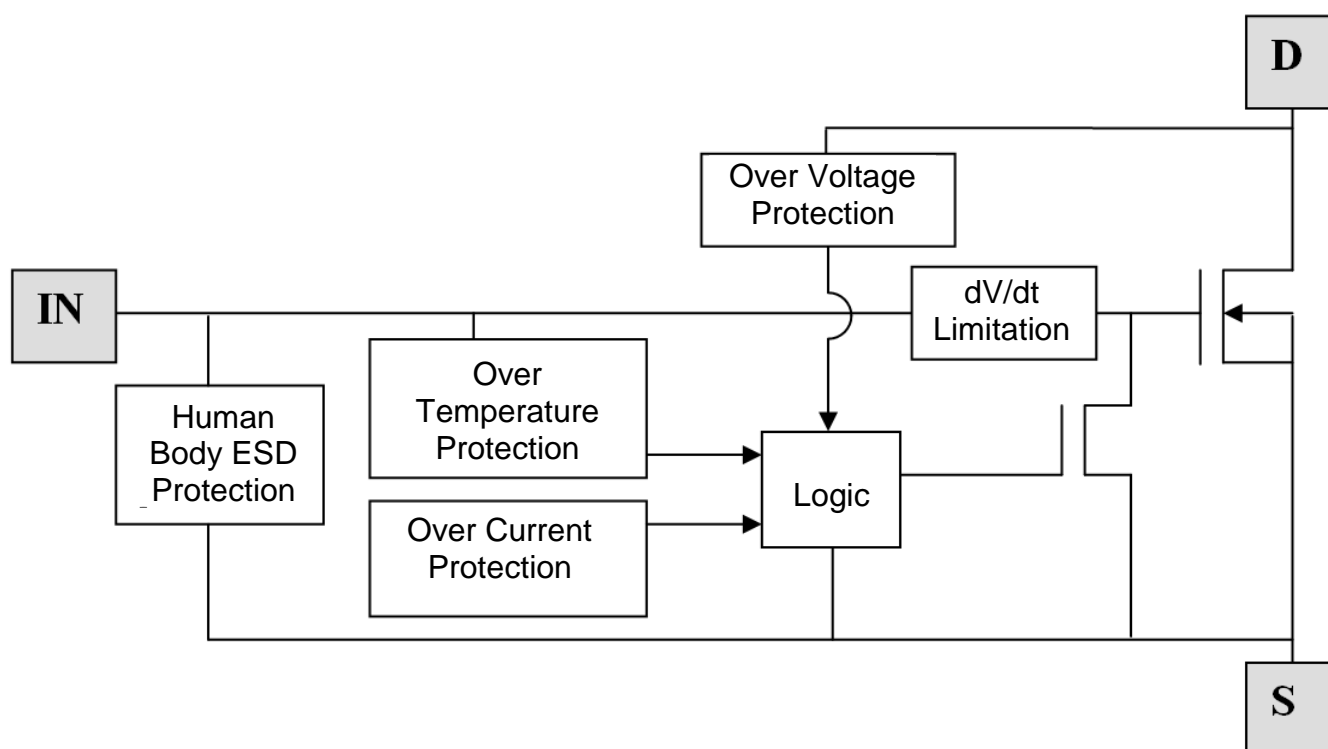 D
Over Voltage
Protection
IN
dV/dt
Limitation
Over
Temperature
Protection
Human
Body ESD
Protection
Logic
Over Current
Protection
S